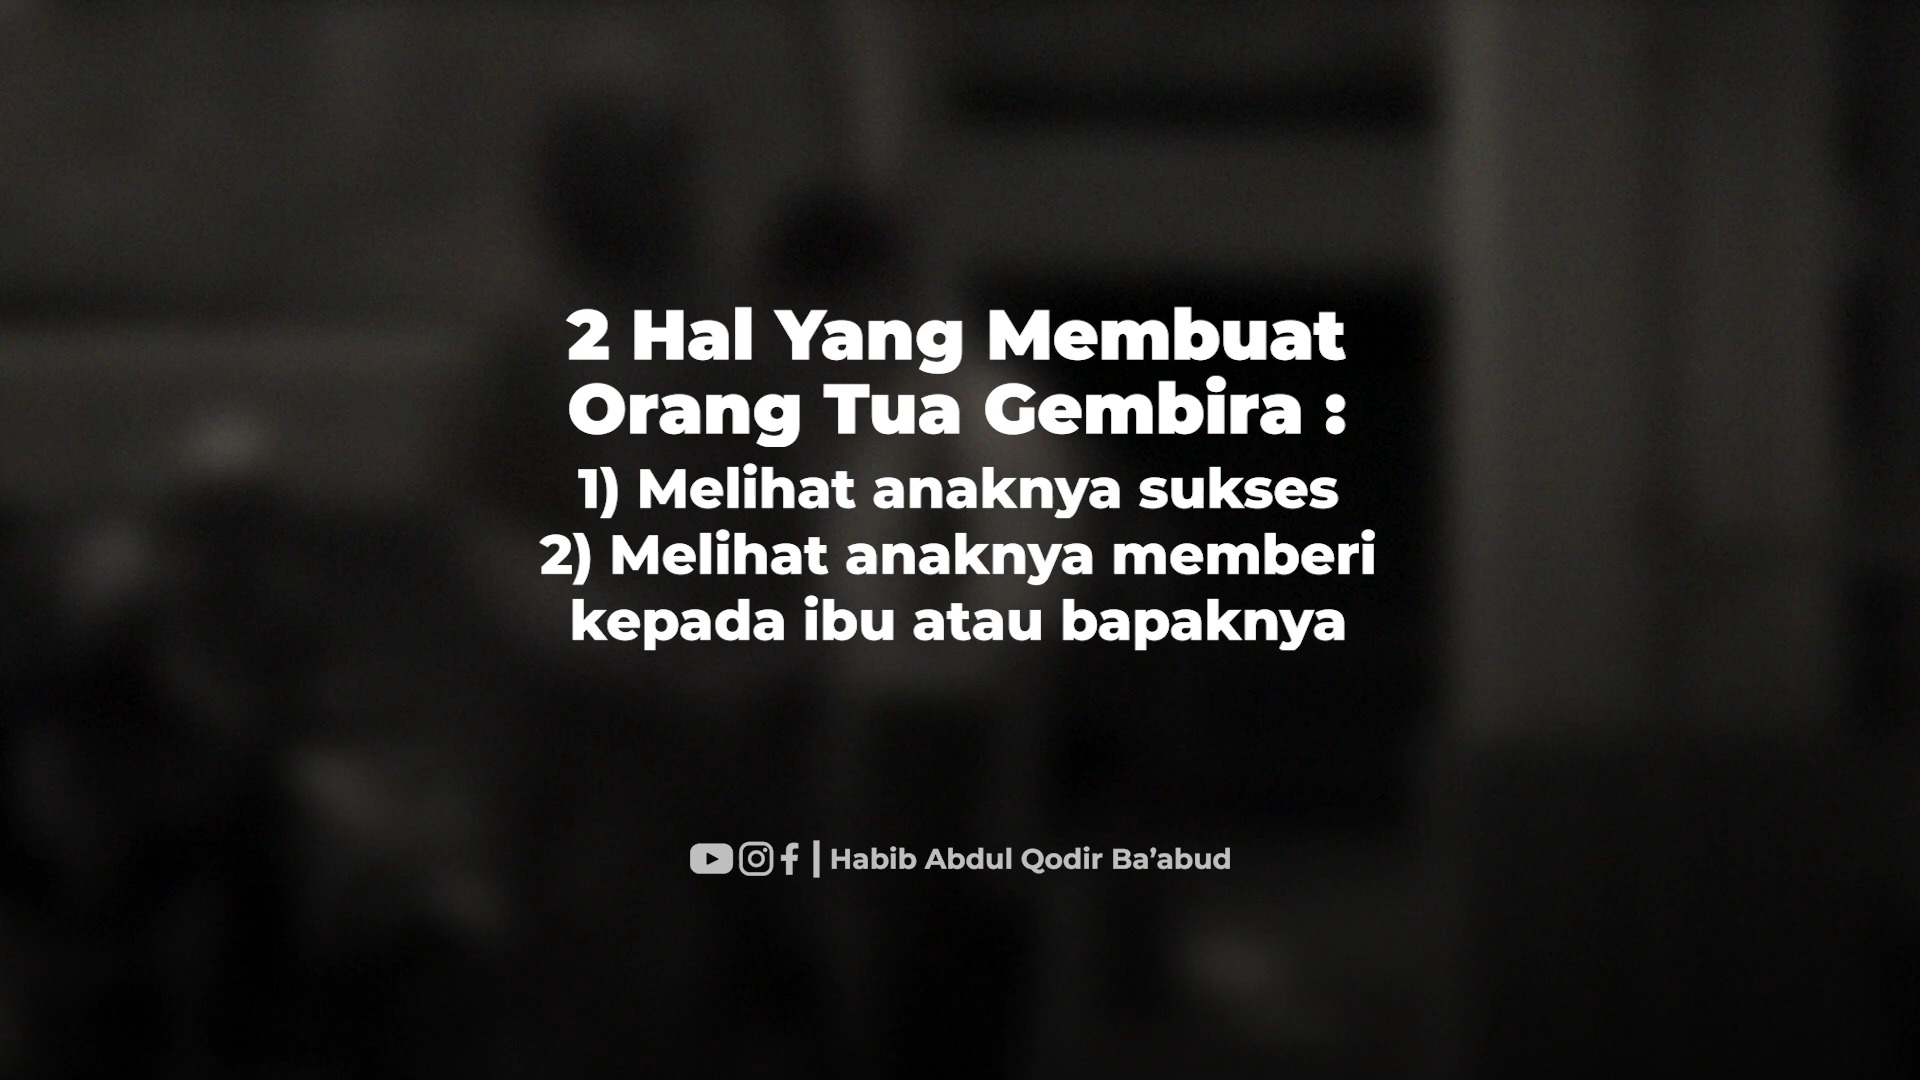 2 Hal Yang Membuat
Orang Tua Gembira :
1) Melihat anaknya sukses
2) Melihat anaknya memberi
kepada ibu atau bapaknya
Habib Abdul Qodir Ba’abud